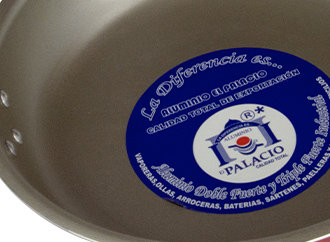 La Diferencia es...
ALUMINIO EL PALACIO
CALIDAD TOTAL DE EXPORTACIÓN
®*
ALUMINIO
El
PALACIO
CALIDAD TOTAL
Aluminio Doble Fuerte y Triple Fuerte Industrial
VAPORERAS, OLLAS, ARROCERAS, BATERIAS, SARTENES, PAELLERAS